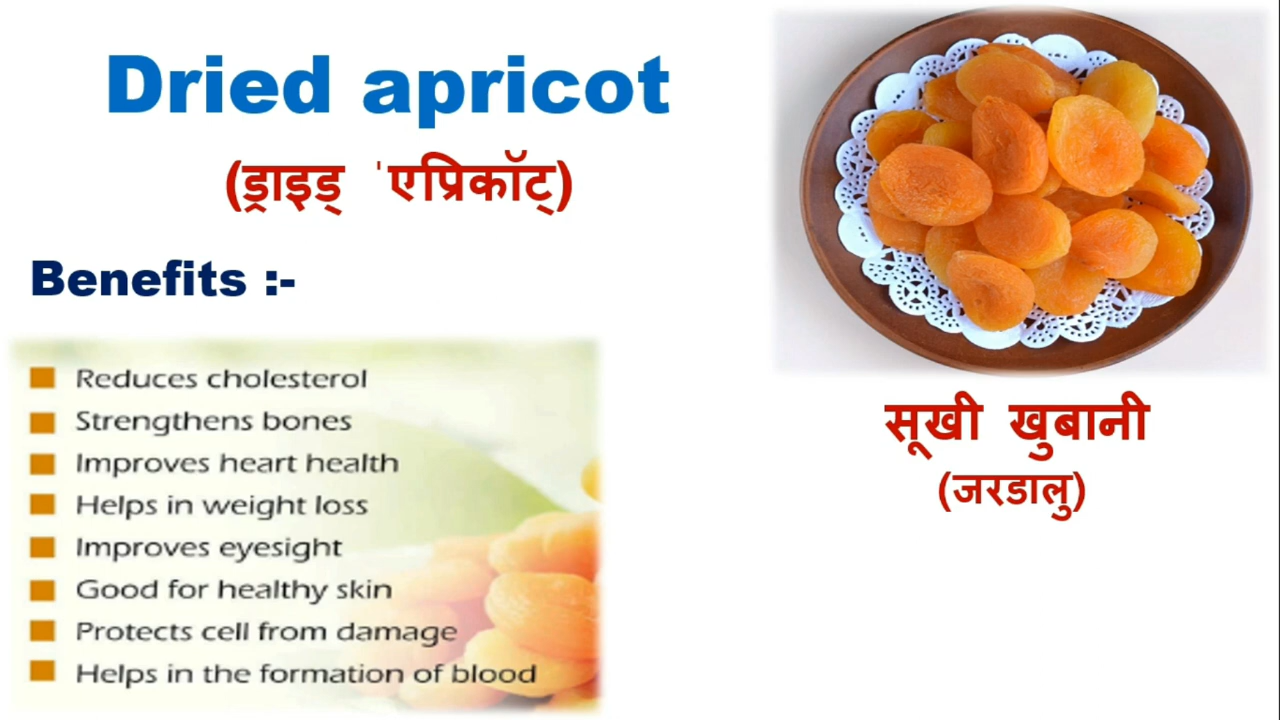 Dried apricot
(ड्राइड् ˈएप्रिकॉट्)
Benefits :-
Reduces cholesterol
Strengthens bones
Improves heart health
Helps in weight loss
Improves eyesight
Good for healthy skin
Protects cell from damage
Helps in the formation of blood
सूखी खुबानी
(जरडालु)